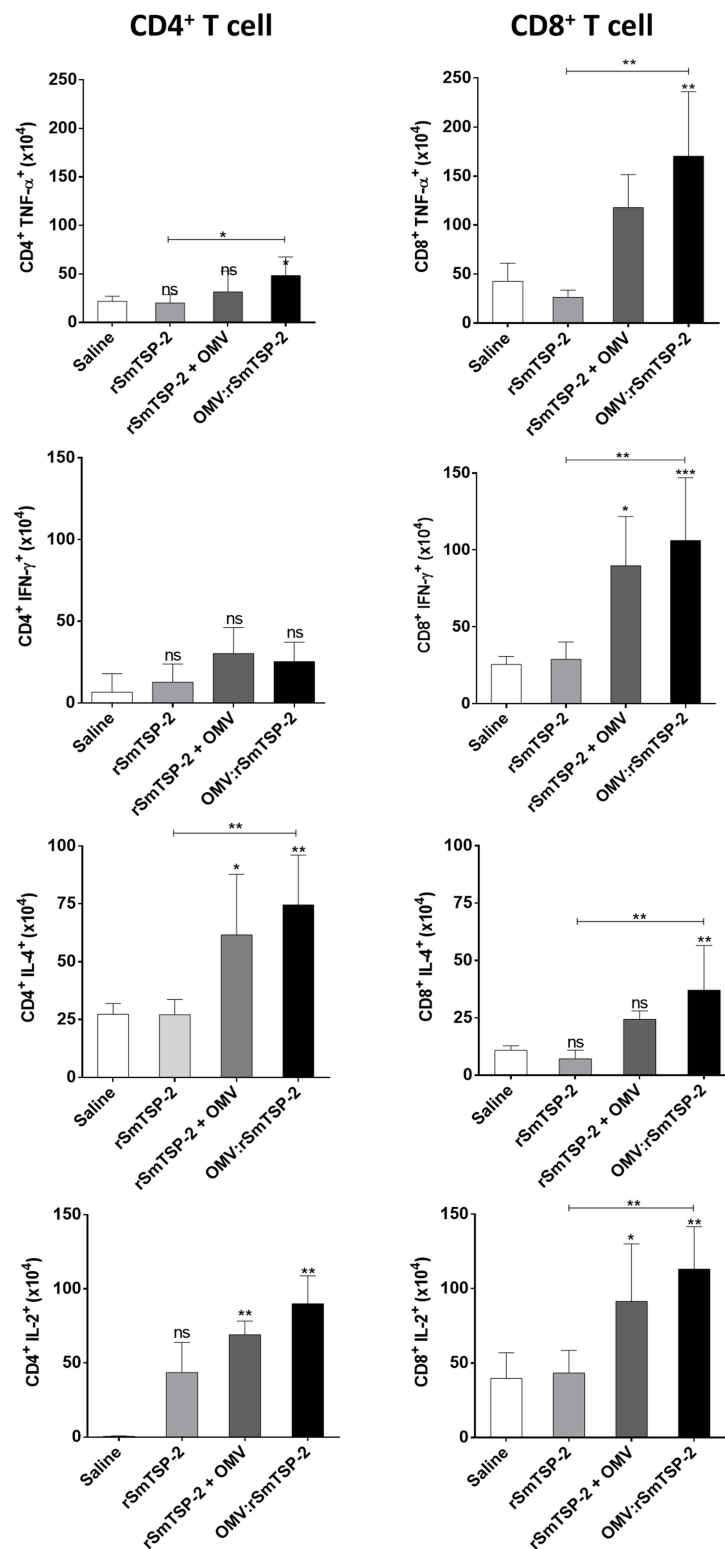 CD4⁺ T cell
CD8⁺ T cell
CD4⁺ TNF-α⁺ (x10⁴)
250
200
150
100
50
0
*
ns
ns
*
Saline
rSmTSP-2
rSmTSP-2 + OMV
OMV:rSmTSP-2
CD8⁺ TNF-α⁺ (x10⁴)
250
200
150
100
50
0
**
**
Saline
rSmTSP-2
rSmTSP-2 + OMV
OMV:rSmTSP-2
CD4⁺ IFN-γ⁺ (x10⁴)
150
100
50
0
ns
ns
ns
Saline
rSmTSP-2
rSmTSP-2 + OMV
OMV:rSmTSP-2
CD8⁺ IFN-γ⁺ (x10⁴)
150
100
50
0
**
*
***
Saline
rSmTSP-2
rSmTSP-2 + OMV
OMV:rSmTSP-2
CD4⁺ IL-4⁺ (x10⁴)
100
75
50
25
0
**
*
**
Saline
rSmTSP-2
rSmTSP-2 + OMV
OMV:rSmTSP-2
CD8⁺ IL-4⁺ (x10⁴)
100
75
50
25
0
**
ns
ns
**
Saline
rSmTSP-2
rSmTSP-2 + OMV
OMV:rSmTSP-2
CD4⁺ IL-2⁺ (x10⁴)
150
100
50
0
ns
**
**
Saline
rSmTSP-2
rSmTSP-2 + OMV
OMV:rSmTSP-2
CD8⁺ IL-2⁺ (x10⁴)
150
100
50
0
**
*
**
Saline
rSmTSP-2
rSmTSP-2 + OMV
OMV:rSmTSP-2